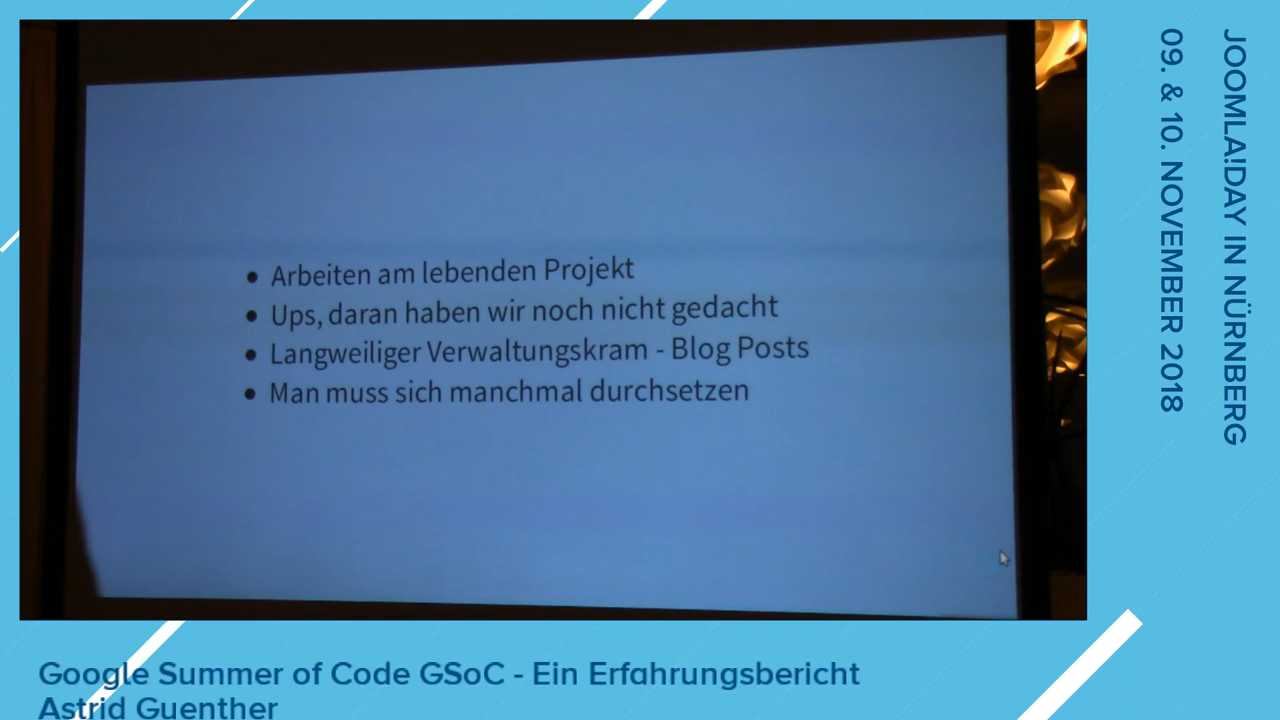 Arbeiten am lebenden Projekt
Ups, daran haben wir noch nicht gedacht
Langweiliger Verwaltungskram - Blog Posts
Man muss sich manchmal durchsetzen
JOOMLA!DAY IN NÜRNBERG
09. & 10. NOVEMBER 2018
Google Summer of Code GSoC - Ein Erfahrungsbericht
Astrid Guenther